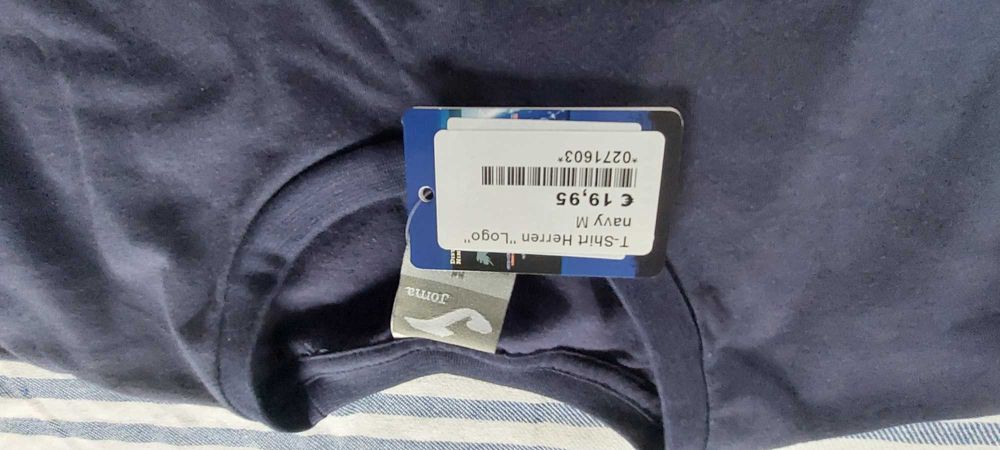 T-Shirt Herren "Logo"
navy M
€ 19,95
*0271603*
Joma